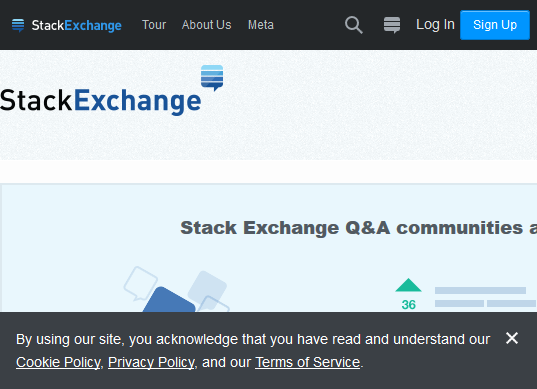 StackExchange Tour About Us Meta Log In Sign Up
StackExchange
Stack Exchange Q&A communities a
36
By using our site, you acknowledge that you have read and understand our
Cookie Policy, Privacy Policy, and our Terms of Service.